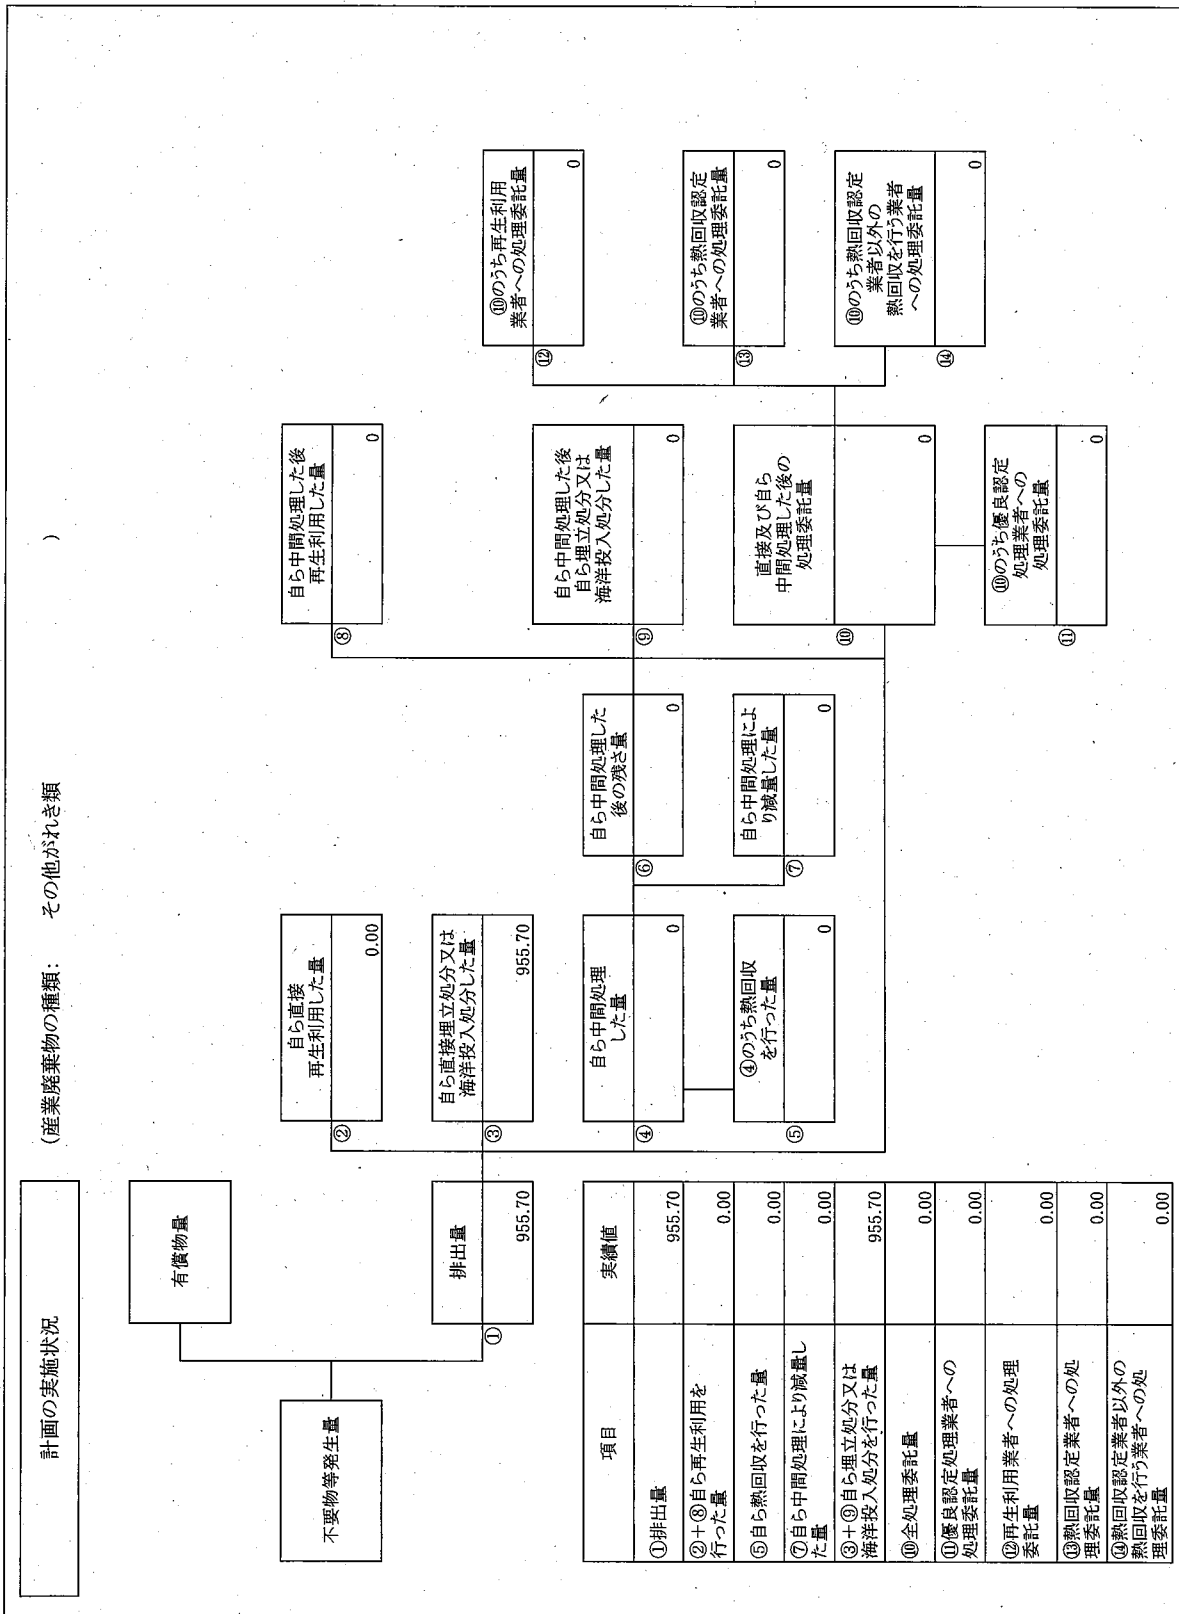 計画の実施状況
(産業廃棄物の種類: その他がれき類 )
不要物等発生量
有償物量
①
排出量
955.70
②
自ら直接
再生利用した量
0.00
③
自ら直接埋立処分又は
海洋投入処分した量
955.70
④
自ら中間処理
した量
0
⑤
④のうち熱回収
を行った量
0
⑥
自ら中間処理した
後の残さ量
0
⑦
自ら中間処理によ
り減量した量
0
⑧
自ら中間処理した後
再生利用した量
0
⑨
自ら中間処理した後
自ら埋立処分又は
海洋投入処分した量
0
⑩
直接及び自ら
中間処理した後の
処理委託量
0
⑪
⑩のうち優良認定
処理業者への
処理委託量
0
⑫
⑩のうち再生利用
業者への処理委託量
0
⑬
⑩のうち熱回収認定
業者への処理委託量
0
⑭
⑩のうち熱回収認定
業者以外の
熱回収を行う業者
への処理委託量
0
項目 実績値
①排出量 955.70
②+⑧自ら再生利用を
行った量 0.00
⑤自ら熱回収を行った量 0.00
⑦自ら中間処理により減量し
た量 0.00
③+⑨自ら埋立処分又は
海洋投入処分を行った量 955.70
⑩全処理委託量 0.00
⑪優良認定処理業者への
処理委託量 0.00
⑫再生利用業者への処理
委託量 0.00
⑬熱回収認定業者への処
理委託量 0.00
⑭熱回収認定業者以外の
熱回収を行う業者への処
理委託量 0.00